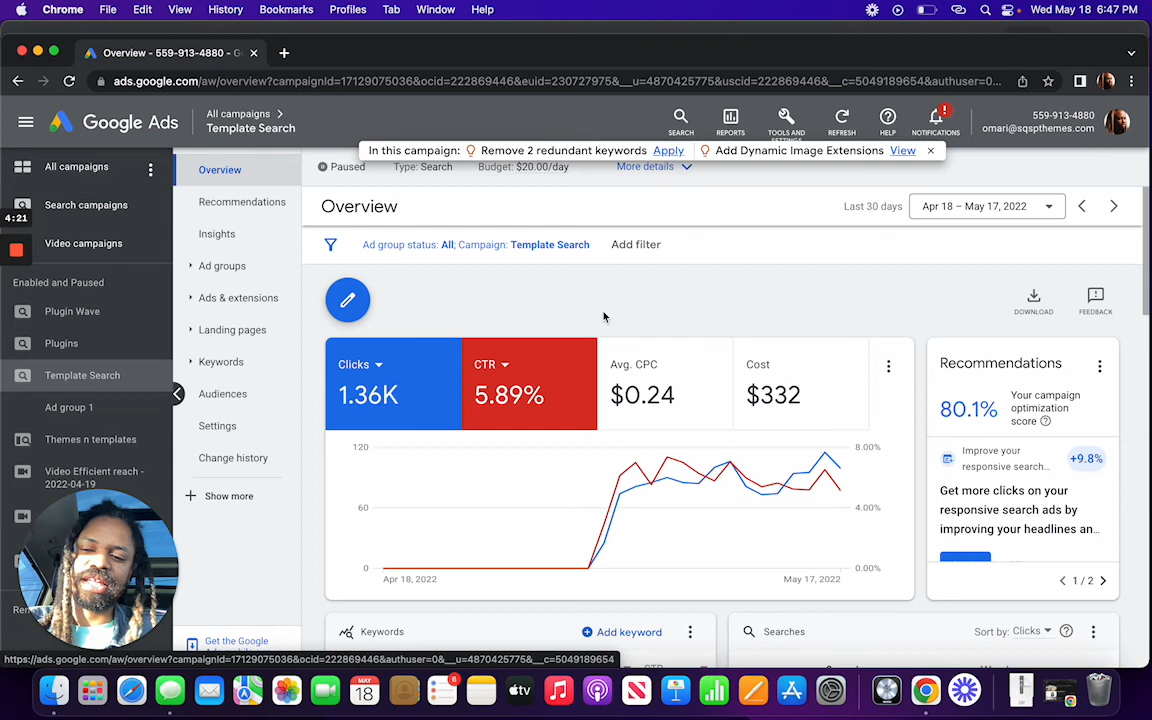 Chrome File Edit View History Bookmarks Profiles Tab Window Help Wed May 18 6:47 PM
Overview - 559-913-4880 - G
ads.google.com/aw/overview?campaignId=17129075036&ocid=222869446&euid=230727975&__u=4870425775&uscid=222869446&__c=5049189654&authuser=0...
Google Ads
All campaigns
Template Search
SEARCH
REPORTS
TOOLS AND
SETTINGS
REFRESH
HELP
NOTIFICATIONS
559-913-4880
omari@sqspthemes.com
In this campaign: Remove 2 redundant keywords Apply Add Dynamic Image Extensions View
All campaigns
Search campaigns
4:21
Video campaigns
Enabled and Paused
Plugin Wave
Plugins
Template Search
Ad group 1
Themes n templates
Video Efficient reach -
2022-04-19
Overview
Recommendations
Insights
Ad groups
Ads & extensions
Landing pages
Keywords
Audiences
Settings
Change history
Show more
Get the Google
Paused Type: Search Budget: $20.00/day More details
Overview
Last 30 days Apr 18 – May 17, 2022
Ad group status: All; Campaign: Template Search Add filter
DOWNLOAD
FEEDBACK
Clicks
1.36K
CTR
5.89%
Avg. CPC
$0.24
Cost
$332
120
60
0
8.00%
4.00%
0.00%
Apr 18, 2022
May 17, 2022
Recommendations
80.1%
Your campaign
optimization
score
Improve your
responsive search...
+9.8%
Get more clicks on your
responsive search ads by
improving your headlines an...
1 / 2
Keywords
Add keyword
Searches
Sort by: Clicks
https://ads.google.com/aw/overview?campaignId=17129075036&ocid=222869446&authuser=0&__u=4870425775&__c=5049189654
MAY
18
6
tv